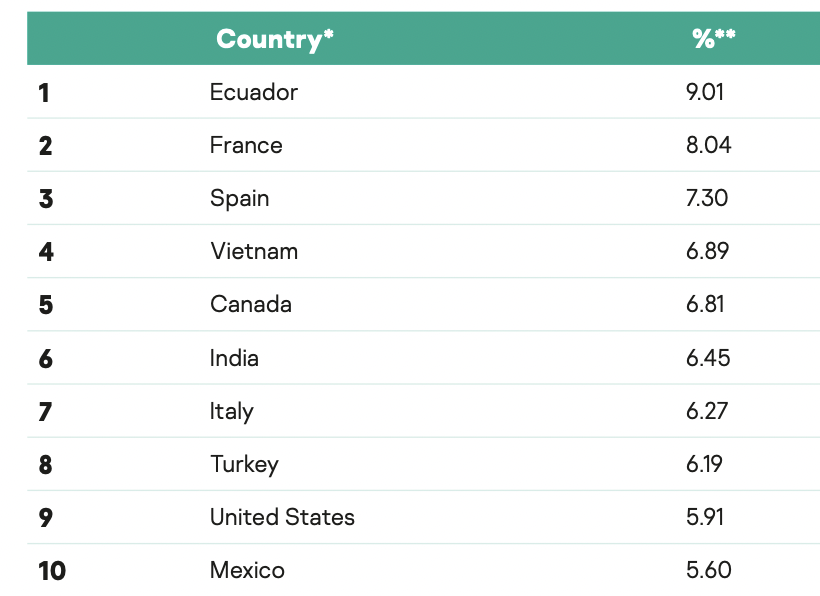 Country* %**
1 Ecuador 9.01
2 France 8.04
3 Spain 7.30
4 Vietnam 6.89
5 Canada 6.81
6 India 6.45
7 Italy 6.27
8 Turkey 6.19
9 United States 5.91
10 Mexico 5.60